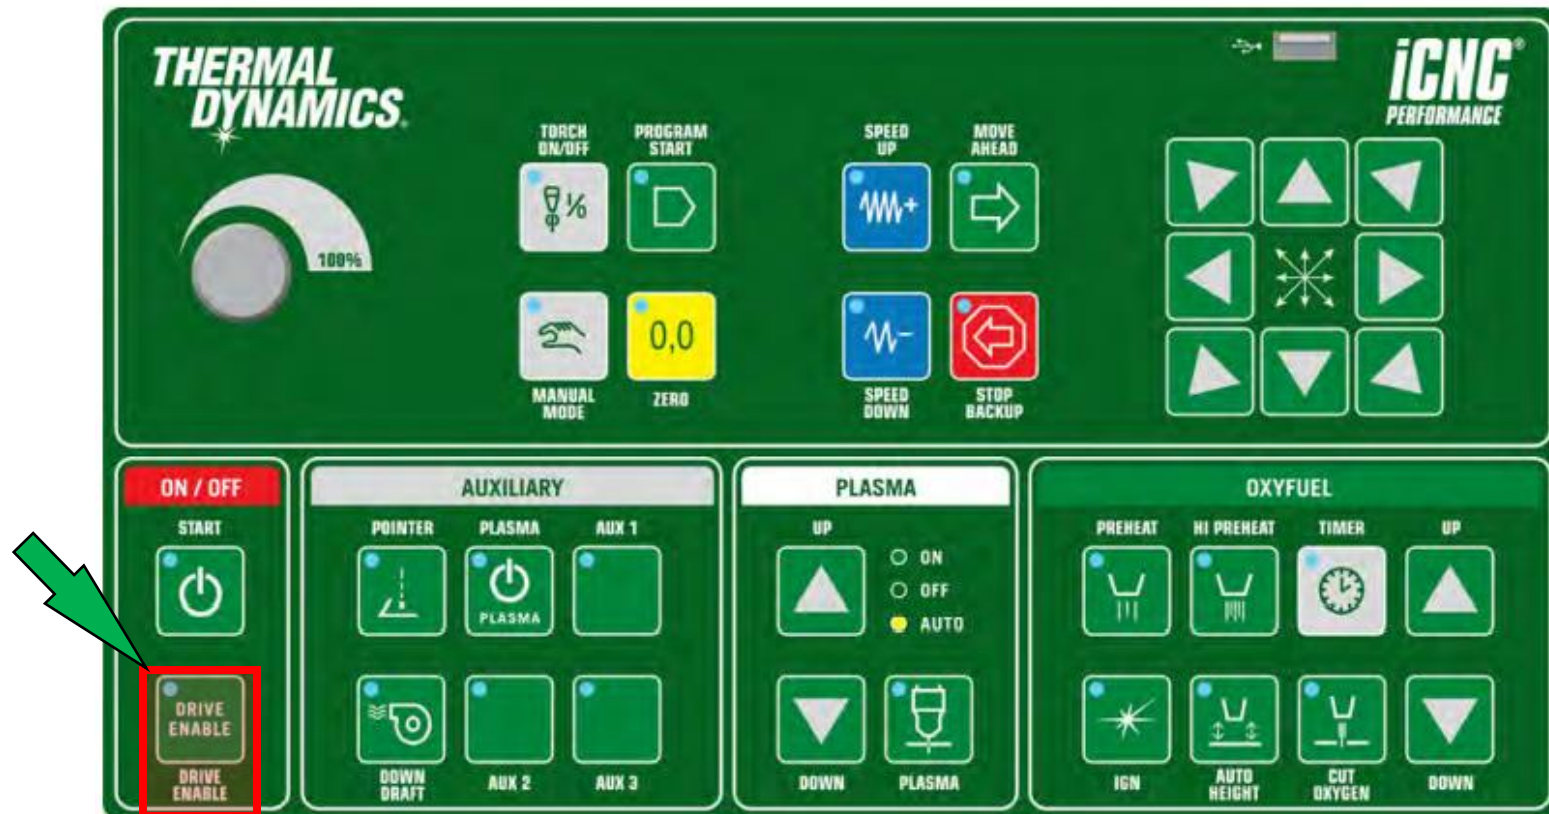 THERMAL
DYNAMICS®
iCNC®
PERFORMANCE
100%
TORCH
ON/OFF
PROGRAM
START
SPEED
UP
MOVE
AHEAD
0,0
MANUAL
MODE
ZERO
SPEED
DOWN
STOP
BACKUP
ON / OFF
START
DRIVE
ENABLE
DRIVE
ENABLE
AUXILIARY
POINTER
PLASMA
AUX 1
PLASMA
DOWN
DRAFT
AUX 2
AUX 3
PLASMA
UP
ON
OFF
AUTO
DOWN
PLASMA
OXYFUEL
PREHEAT
HI PREHEAT
TIMER
UP
IGN
AUTO
HEIGHT
CUT
OXYGEN
DOWN